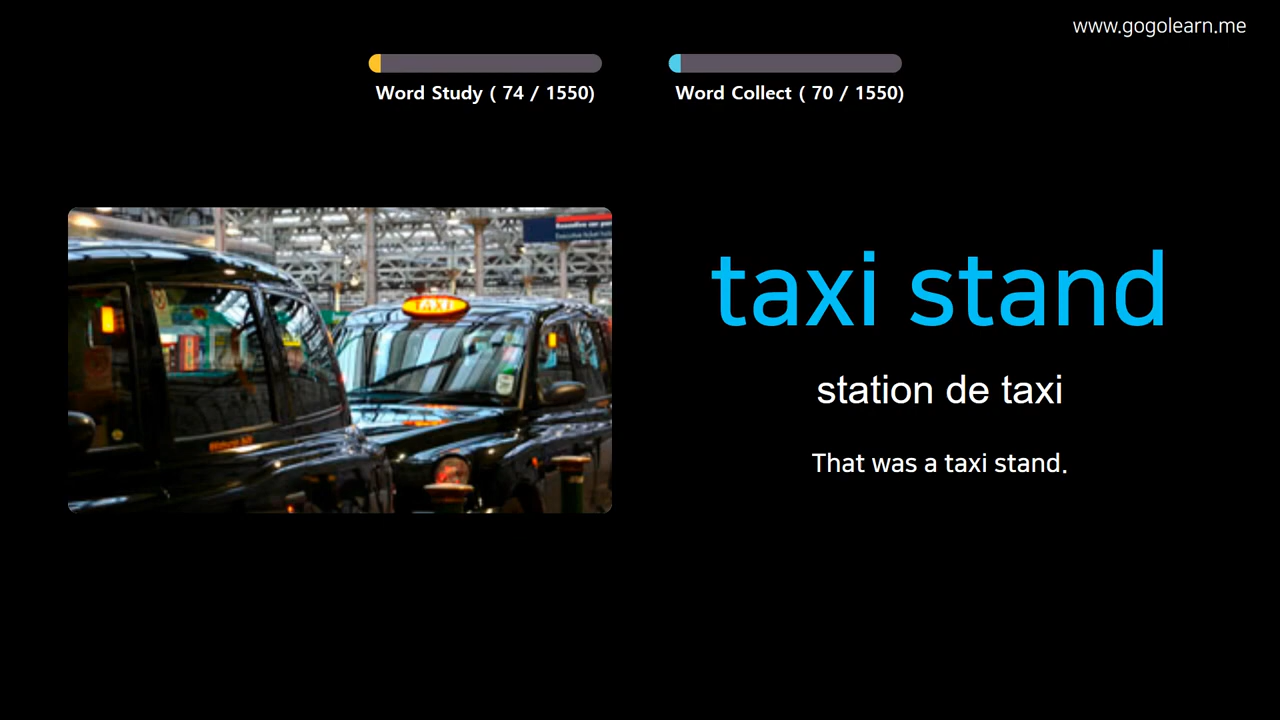 www.gogolearn.me
Word Study ( 74 / 1550)
Word Collect ( 70 / 1550)
taxi stand
station de taxi
That was a taxi stand.
TAXI